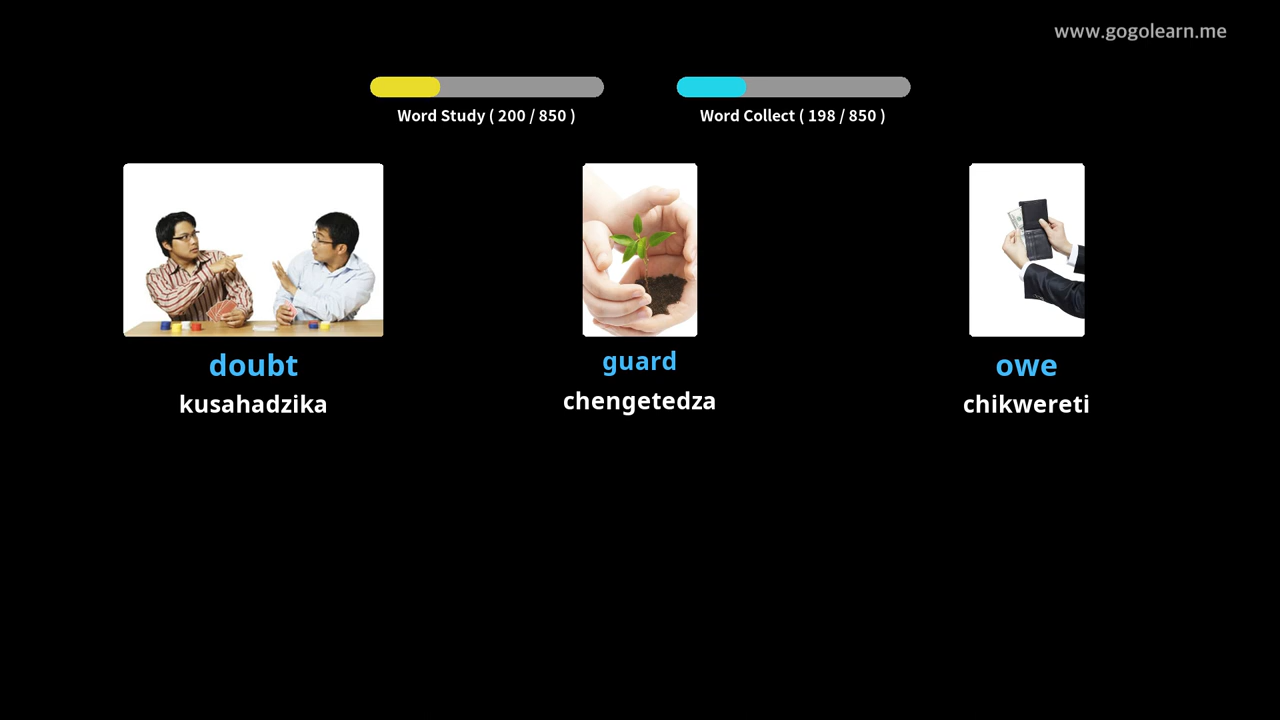 www.gogolearn.me
Word Study ( 200 / 850 )
Word Collect ( 198 / 850 )
doubt
kusahadzika
guard
chengetedza
owe
chikwereti